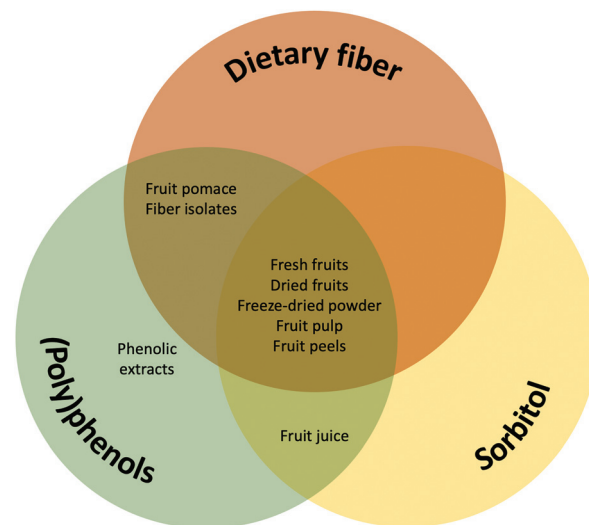 Dietary fiber
Fruit pomace
Fiber isolates
Fresh fruits
Dried fruits
Freeze-dried powder
Fruit pulp
Fruit peels
Phenolic
extracts
Fruit juice
(Poly)phenols
Sorbitol